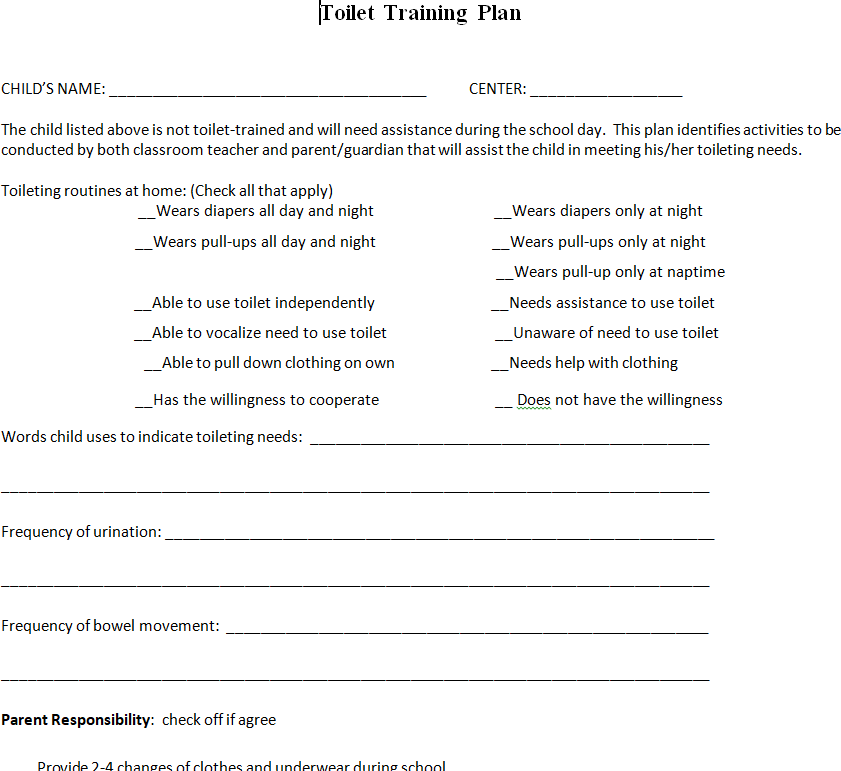 Toilet Training Plan
CHILD'S NAME: ______________________________________ CENTER: __________________
The child listed above is not toilet-trained and will need assistance during the school day. This plan identifies activities to be
conducted by both classroom teacher and parent/guardian that will assist the child in meeting his/her toileting needs.
Toileting routines at home: (Check all that apply)
__Wears diapers all day and night __Wears diapers only at night
__Wears pull-ups all day and night __Wears pull-ups only at night
__Wears pull-up only at naptime
__Able to use toilet independently __Needs assistance to use toilet
__Able to vocalize need to use toilet __Unaware of need to use toilet
__Able to pull down clothing on own __Needs help with clothing
__Has the willingness to cooperate __ Does not have the willingness
Words child uses to indicate toileting needs: ________________________________________________
_____________________________________________________________________________________
Frequency of urination: __________________________________________________________________
_____________________________________________________________________________________
Frequency of bowel movement: __________________________________________________________
_____________________________________________________________________________________
Parent Responsibility: check off if agree
Provide 2-4 changes of clothes and underwear during school